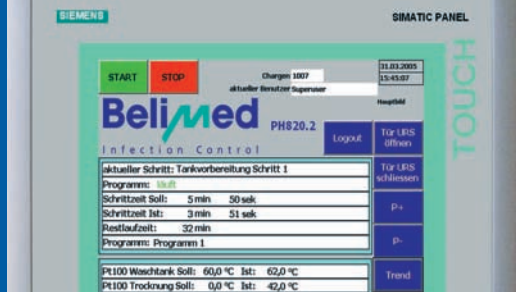 SIEMENS
SIMATIC PANEL
TOUCH
START
STOP
Chargen 1007
31.03.2005
aktueller Benutzer Superuser
15:45:07
Hauptbild
Belimed
PH820.2
Infection Control
Logout
Tür URS
öffnen
aktueller Schritt: Tankvorbereitung Schritt 1
Programm: läuft
Tür URS
schliessen
Schrittzeit Soll: 5 min 50 sek
Schrittzeit Ist: 3 min 51 sek
Restlaufzeit: 32 min
Programm: Programm 1
P+
P-
Pt100 Waschtank Soll: 60,0 °C Ist: 62,0 °C
Pt100 Trocknung Soll: 0,0 °C Ist: 42,0 °C
Trend